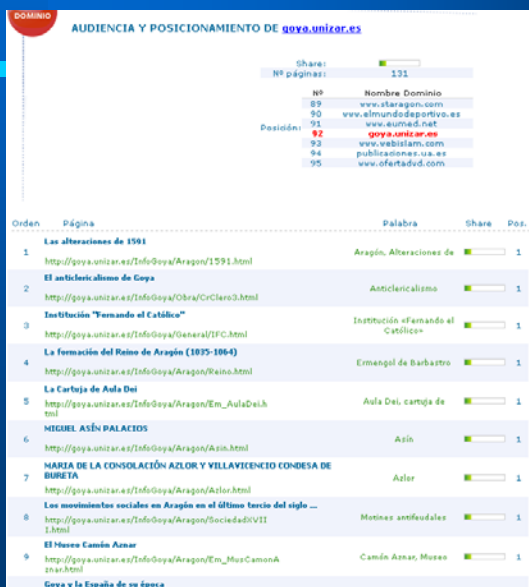 DOMINIO
AUDIENCIA Y POSICIONAMIENTO DE goya.unizar.es
Share:
Nº páginas: 131
Nº Nombre Dominio
89 www.staragon.com
90 www.elmundodeportivo.es
91 www.eumed.net
Posición: 92 goya.unizar.es
93 www.webislam.com
94 publicaciones.ua.es
95 www.ofertadvd.com
Orden Página Palabra Share Pos.
Las alteraciones de 1591
1 Aragón, Alteraciones de 1
http://goya.unizar.es/InfoGoya/Aragon/1591.html
El anticlericalismo de Goya
2 Anticlericalismo 1
http://goya.unizar.es/InfoGoya/Obra/CrClero3.html
Institución "Fernando el Católico"
3 Institución «Fernando el Católico» 1
http://goya.unizar.es/InfoGoya/General/IFC.html
La formación del Reino de Aragón (1035-1064)
4 Ermengol de Barbastro 1
http://goya.unizar.es/InfoGoya/Aragon/Reino.html
La Cartuja de Aula Dei
5 Aula Dei, cartuja de 1
http://goya.unizar.es/InfoGoya/Aragon/Em_AulaDei.h
tml
MIGUEL ASÍN PALACIOS
6 Asín 1
http://goya.unizar.es/InfoGoya/Aragon/Asin.html
MARIA DE LA CONSOLACIÓN AZLOR Y VILLAVICENCIO CONDESA DE
BURETA
7 Azlor 1
http://goya.unizar.es/InfoGoya/Aragon/Azlor.html
Los movimientos sociales en Aragón en el último tercio del siglo ...
8 Motines antifeudales 1
http://goya.unizar.es/InfoGoya/Aragon/SociedadXVII
I.html
El Museo Camón Aznar
9 Camón Aznar, Museo 1
http://goya.unizar.es/InfoGoya/Aragon/Em_MusCamonA
znar.html
Goya y la España de su época